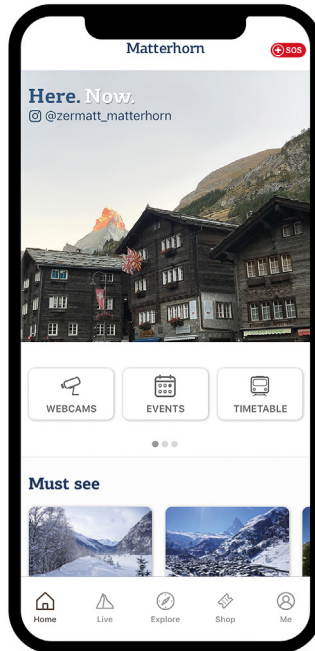 Matterhorn
SOS
Here. Now.
@zermatt_matterhorn
WEBCAMS
EVENTS
TIMETABLE
Must see
Home
Live
Explore
Shop
Me